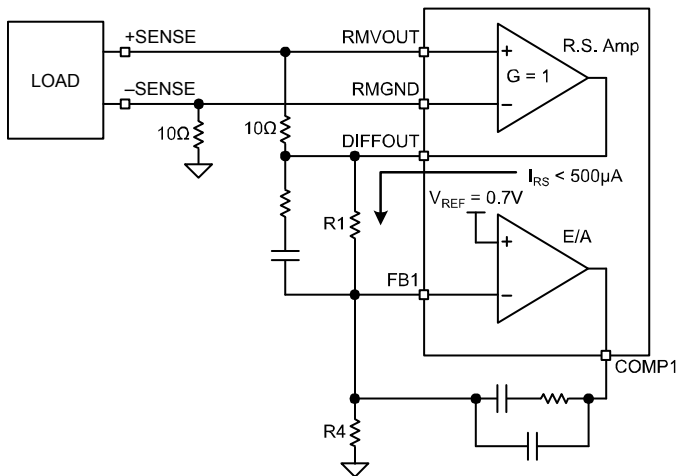 +SENSE
RMVOUT
R.S. Amp
LOAD
+
G = 1
–
–SENSE
RMGND
10Ω
10Ω
DIFFOUT
I_RS < 500µA
V_REF = 0.7V
R1
E/A
+
FB1
–
COMP1
R4